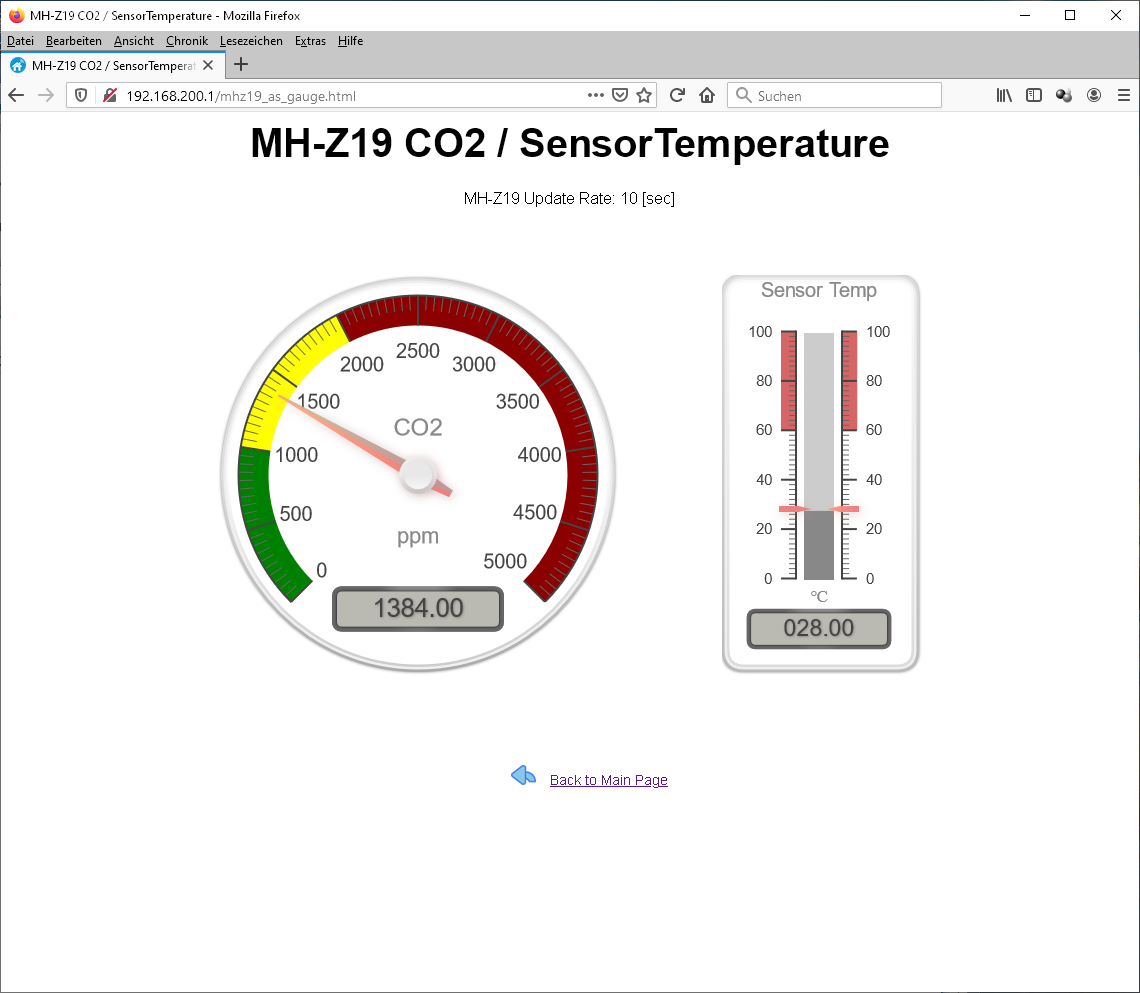 MH-Z19 CO2 / SensorTemperature - Mozilla Firefox
Datei Bearbeiten Ansicht Chronik Lesezeichen Extras Hilfe
MH-Z19 CO2 / SensorTemperat
192.168.200.1/mhz19_as_gauge.html
Suchen
MH-Z19 CO2 / SensorTemperature
MH-Z19 Update Rate: 10 [sec]
0
500
1000
1500
2000
2500
3000
3500
4000
4500
5000
CO2
ppm
1384.00
Sensor Temp
100 100
80 80
60 60
40 40
20 20
0 0
°C
028.00
Back to Main Page